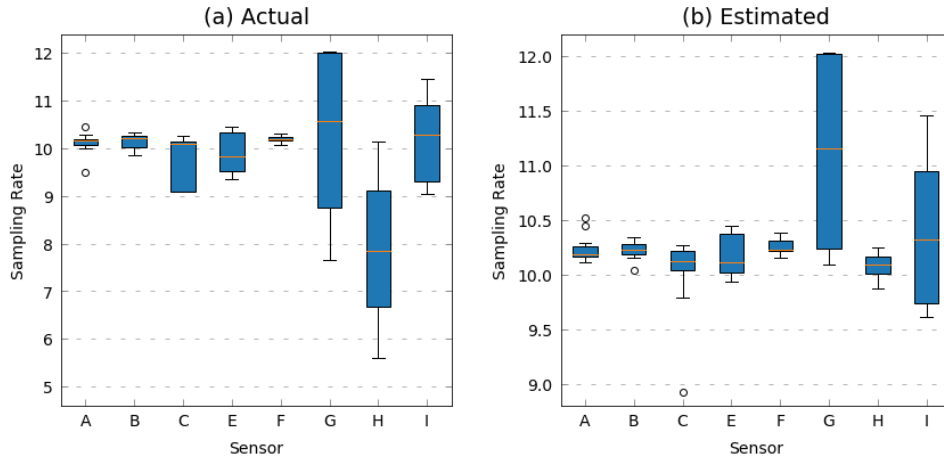 (a) Actual
(b) Estimated
Sampling Rate
12
11
10
9
8
7
6
5
A B C E F G H I
Sensor
Sampling Rate
12.0
11.5
11.0
10.5
10.0
9.5
9.0
A B C E F G H I
Sensor